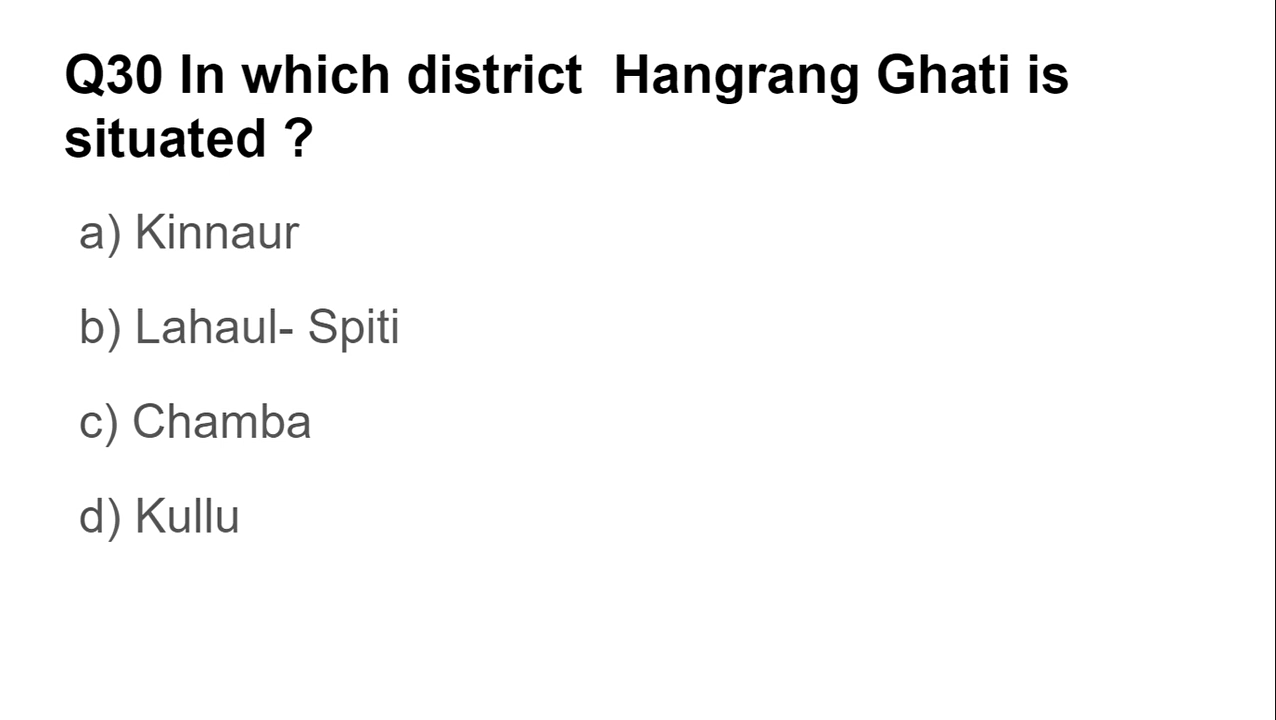 Q30 In which district  Hangrang Ghati is
situated ?
a) Kinnaur
b) Lahaul- Spiti
c) Chamba
d) Kullu